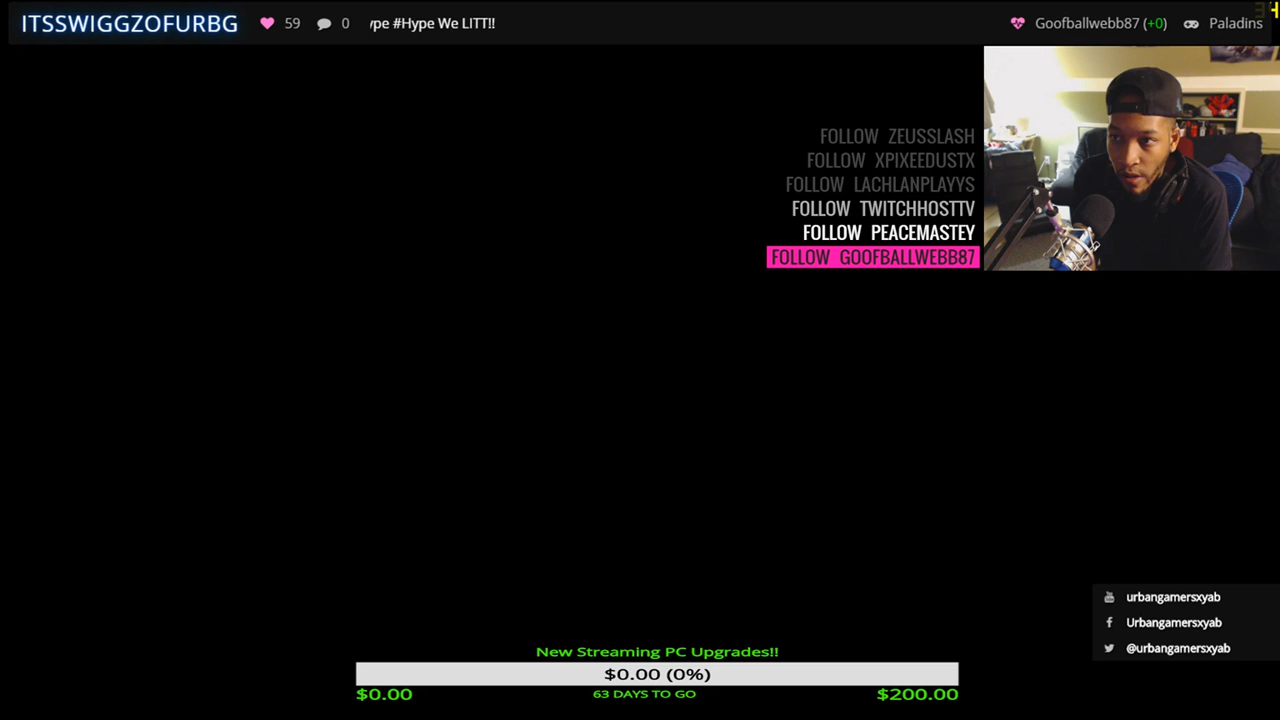 ITSSWIGGZOFURBG 59 0 ype #Hype We LITT!! Goofballwebb87 (+0) Paladins
FOLLOW ZEUSSLASH
FOLLOW XPIXEEDUSTX
FOLLOW LACHLANPLAYYS
FOLLOW TWITCHHOSTTV
FOLLOW PEACEMASTEY
FOLLOW GOOFBALLWEBB87
urbangamersxyab
Urbangamersxyab
@urbangamersxyab
New Streaming PC Upgrades!!
$0.00 (0%)
$0.00 63 DAYS TO GO $200.00